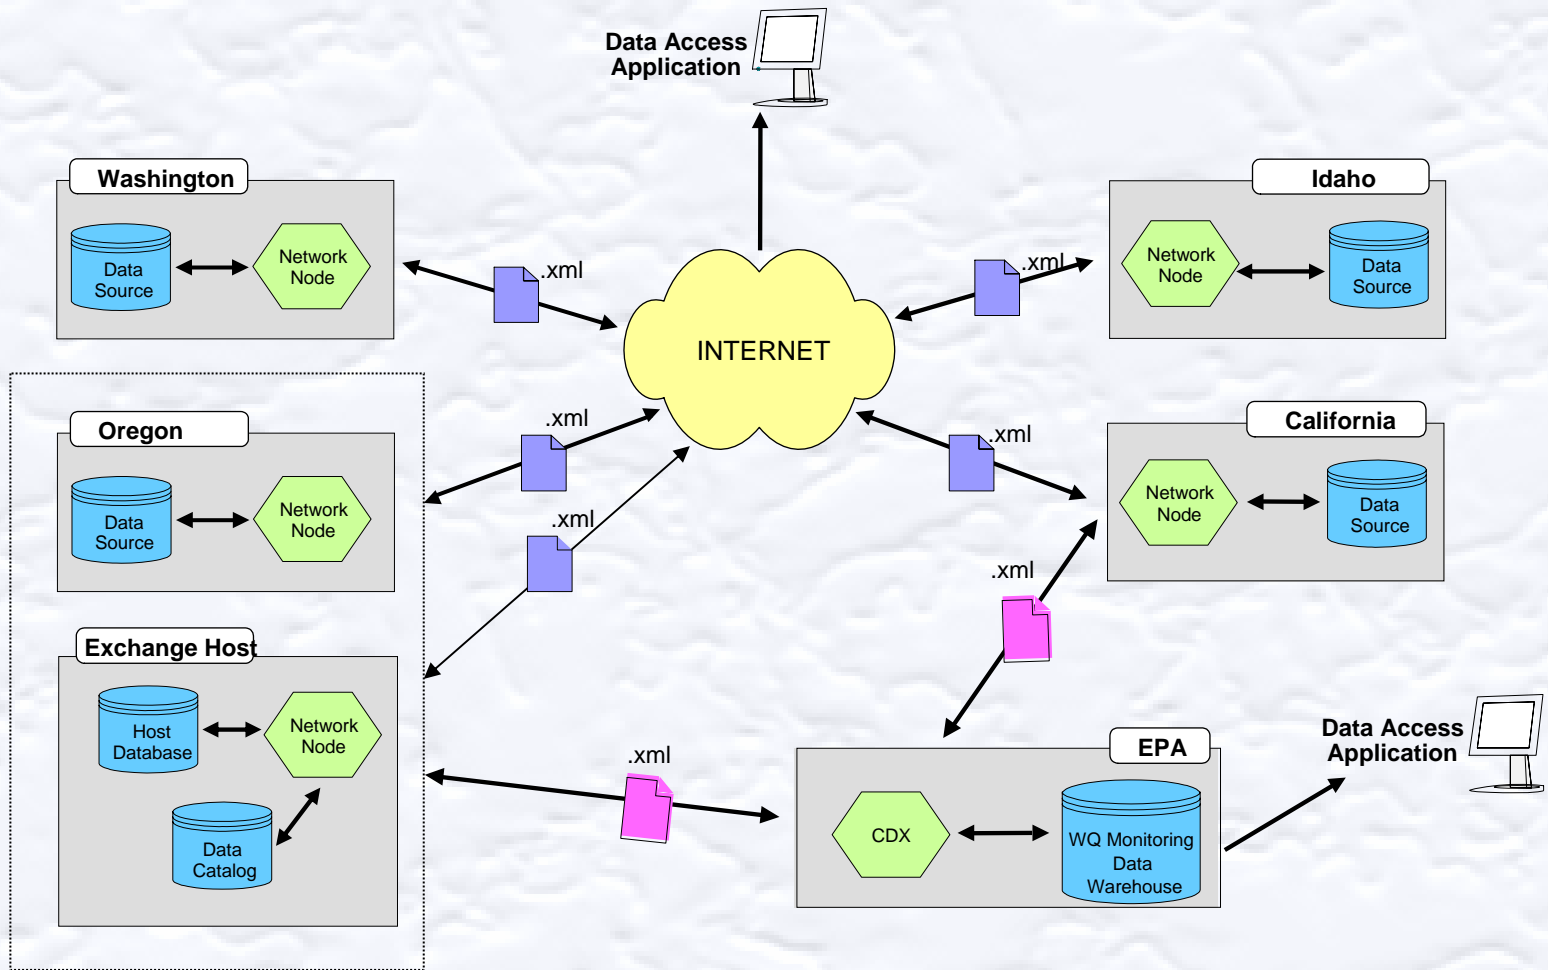 Data Access
Application
Washington
Data
Source
Network
Node
.xml
Idaho
Network
Node
Data
Source
.xml
INTERNET
Oregon
Data
Source
Network
Node
.xml
.xml
California
Network
Node
Data
Source
.xml
.xml
Exchange Host
Host
Database
Network
Node
Data
Catalog
.xml
EPA
CDX
WQ Monitoring
Data
Warehouse
Data Access
Application